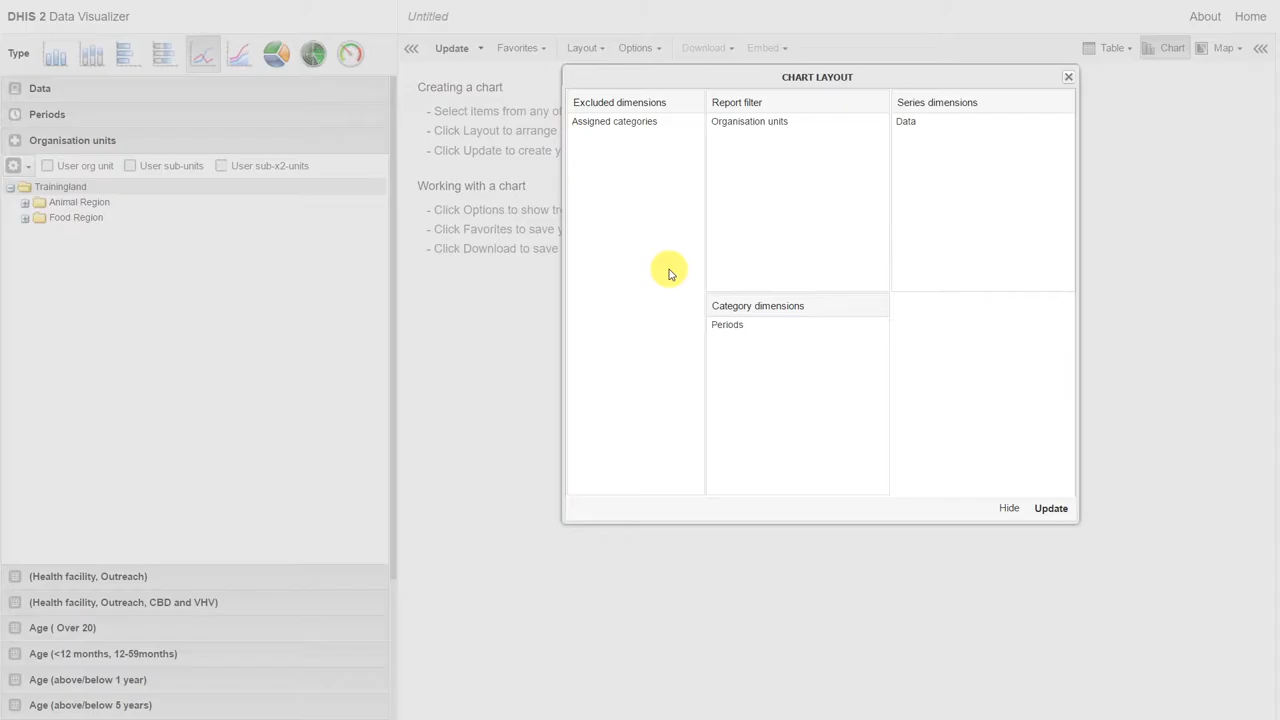 DHIS 2 Data Visualizer
Untitled
About
Home
Type
Update
Favorites
Layout
Options
Download
Embed
Table
Chart
Map
Data
Periods
Organisation units
User org unit
User sub-units
User sub-x2-units
Trainingland
Animal Region
Food Region
(Health facility, Outreach)
(Health facility, Outreach, CBD and VHV)
Age ( Over 20)
Age (<12 months, 12-59months)
Age (above/below 1 year)
Age (above/below 5 years)
Creating a chart
- Select items from any
- Click Layout to arrange
- Click Update to create
Working with a chart
- Click Options to show
- Click Favorites to save
- Click Download to save
CHART LAYOUT
Excluded dimensions
Assigned categories
Report filter
Organisation units
Series dimensions
Data
Category dimensions
Periods
Hide
Update